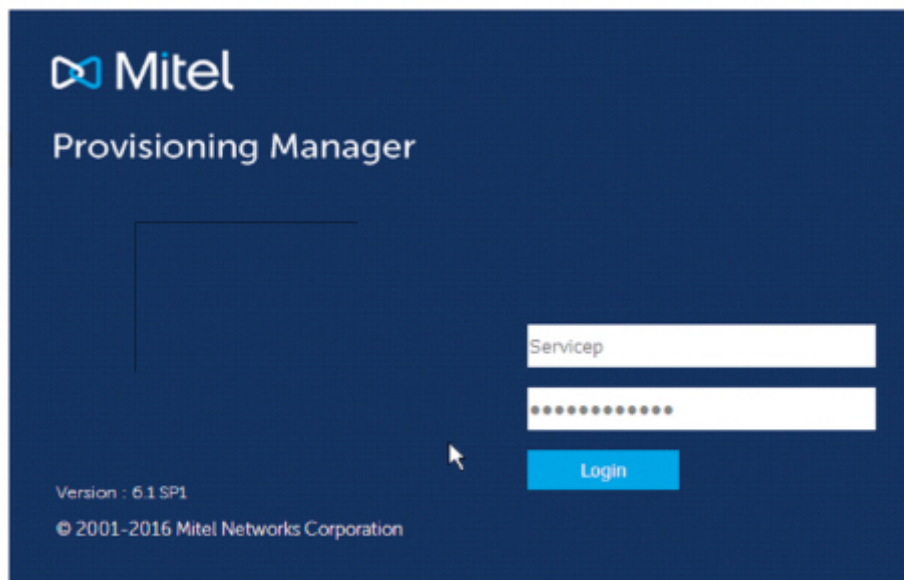 Mitel
Provisioning Manager
Servicep
●●●●●●●●●●●●
Login
Version : 6.1 SP1
© 2001-2016 Mitel Networks Corporation